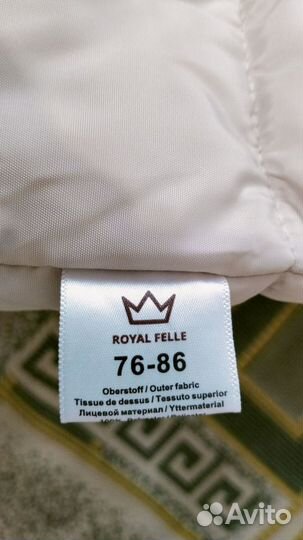 ROYAL FELLE
76-86
Oberstoff / Outer fabric
Tissue de dessus / Tessuto superior
Лицевой материал / Yttermaterial
Avito